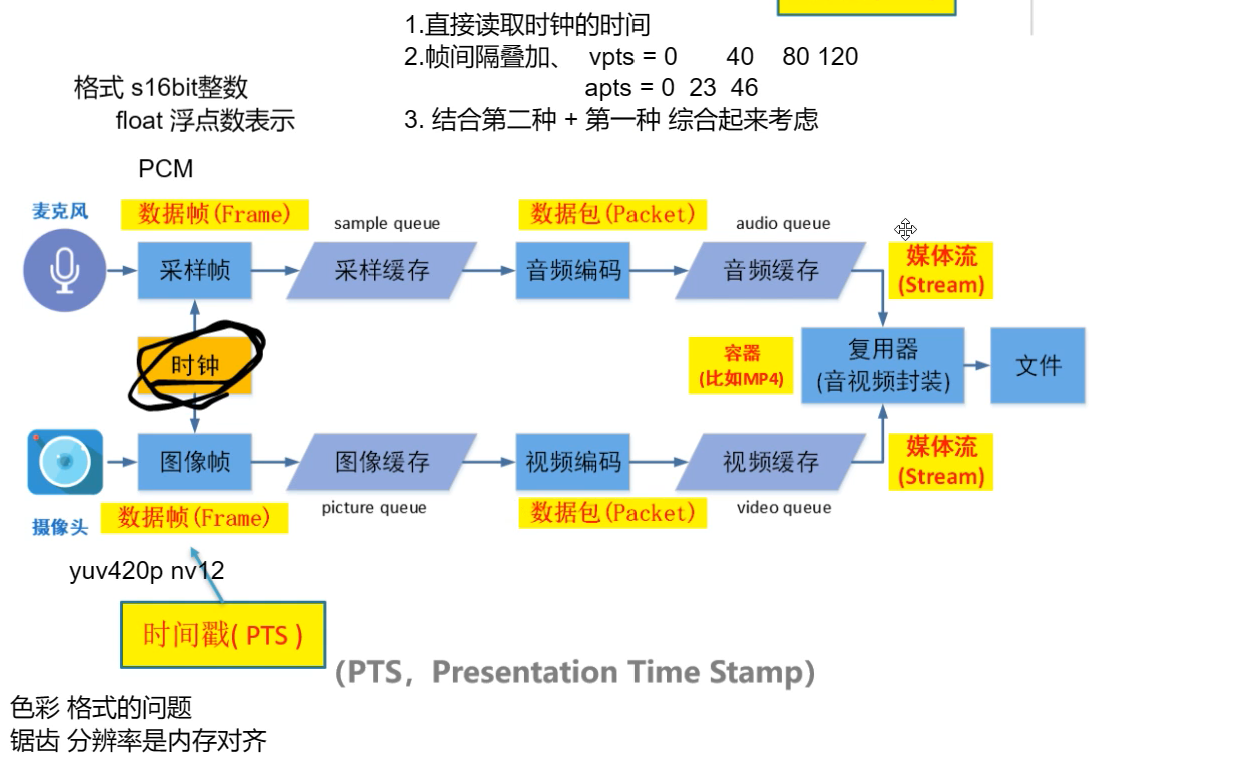 1.直接读取时钟的时间
2.帧间隔叠加、 vpts = 0 40 80 120
apts = 0 23 46
3. 结合第二种 + 第一种 综合起来考虑
格式 s16bit整数
float 浮点数表示
PCM
麦克风
数据帧(Frame)
sample queue
数据包(Packet)
audio queue
采样帧
采样缓存
音频编码
音频缓存
媒体流
(Stream)
时钟
容器
(比如MP4)
复用器
(音视频封装)
文件
图像帧
图像缓存
视频编码
视频缓存
媒体流
(Stream)
摄像头
数据帧(Frame)
picture queue
数据包(Packet)
video queue
yuv420p nv12
时间戳( PTS )
(PTS，Presentation Time Stamp)
色彩 格式的问题
锯齿 分辨率是内存对齐